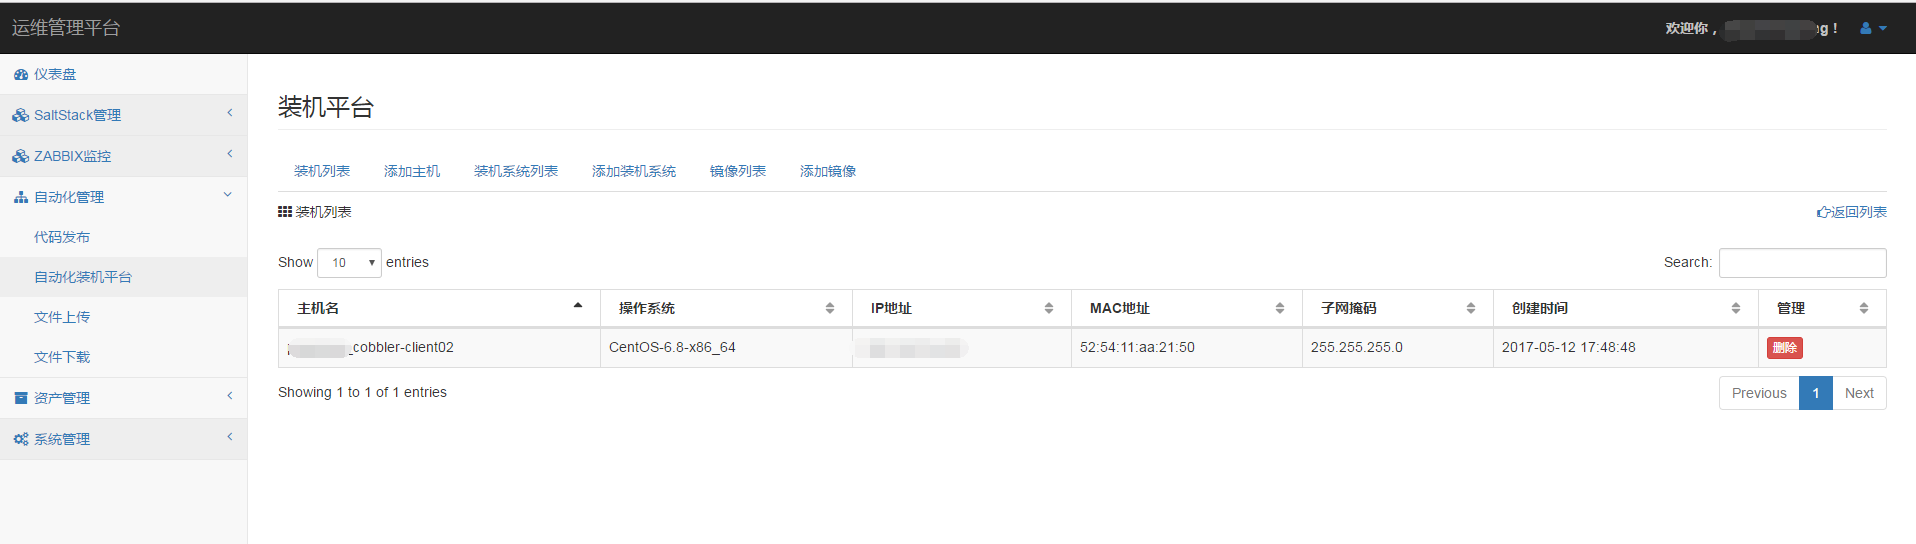 运维管理平台
欢迎你， g！
仪表盘
SaltStack管理
ZABBIX监控
自动化管理
代码发布
自动化装机平台
文件上传
文件下载
资产管理
系统管理
装机平台
装机列表 添加主机 装机系统列表 添加装机系统 镜像列表 添加镜像
装机列表 返回列表
Show 10 entries Search:
主机名 操作系统 IP地址 MAC地址 子网掩码 创建时间 管理
_cobbler-client02 CentOS-6.8-x86_64 52:54:11:aa:21:50 255.255.255.0 2017-05-12 17:48:48 删除
Showing 1 to 1 of 1 entries Previous 1 Next